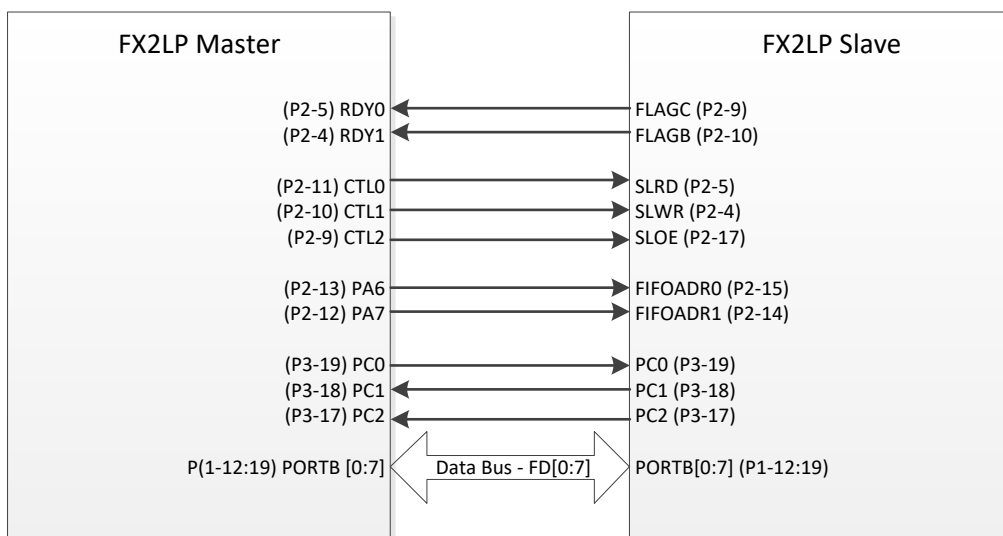 FX2LP Master FX2LP Slave
(P2-5) RDY0 FLAGC (P2-9)
(P2-4) RDY1 FLAGB (P2-10)
(P2-11) CTL0 SLRD (P2-5)
(P2-10) CTL1 SLWR (P2-4)
(P2-9) CTL2 SLOE (P2-17)
(P2-13) PA6 FIFOADR0 (P2-15)
(P2-12) PA7 FIFOADR1 (P2-14)
(P3-19) PC0 PC0 (P3-19)
(P3-18) PC1 PC1 (P3-18)
(P3-17) PC2 PC2 (P3-17)
P(1-12:19) PORTB [0:7] Data Bus - FD[0:7] PORTB[0:7] (P1-12:19)